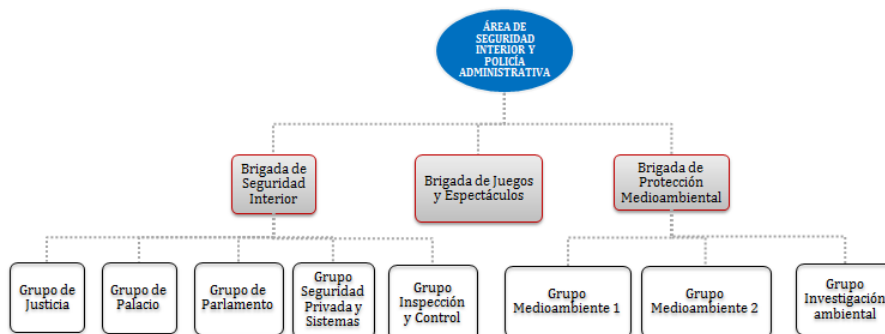 ÁREA DE
SEGURIDAD
INTERIOR Y
POLICÍA
ADMINISTRATIVA
Brigada de
Seguridad
Interior
Brigada de Juegos
y Espectáculos
Brigada de
Protección
Medioambiental
Grupo de
Justicia
Grupo de
Palacio
Grupo de
Parlamento
Grupo
Seguridad
Privada y
Sistemas
Grupo
Inspección
y Control
Grupo
Medioambiente 1
Grupo
Medioambiente 2
Grupo
Investigación
ambiental